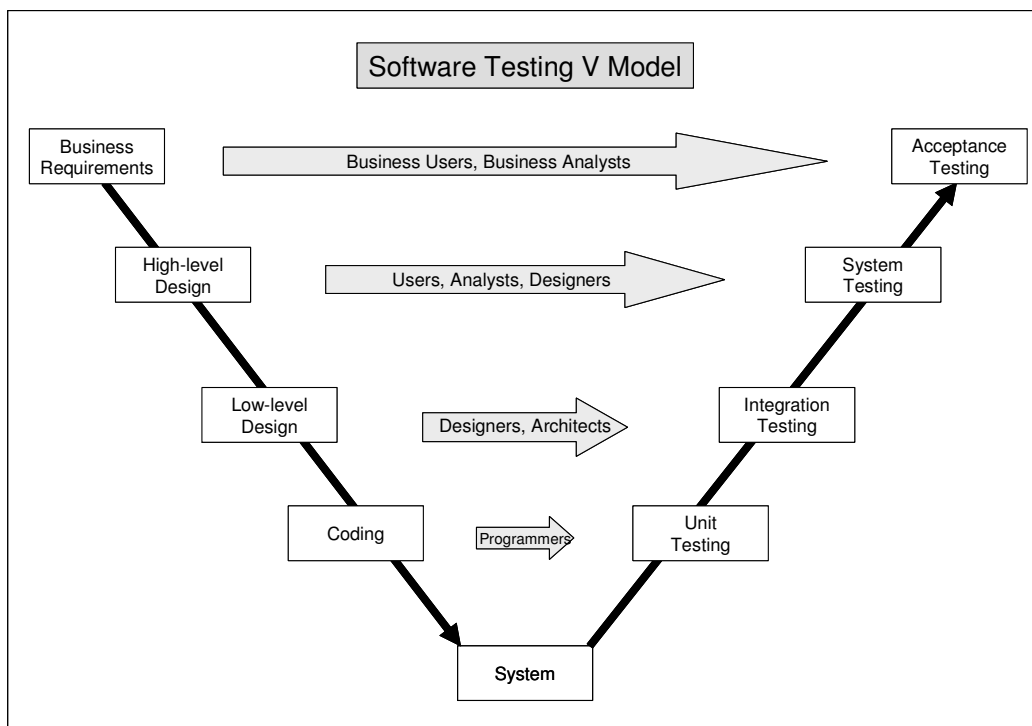 Software Testing V Model
Business
Requirements
Business Users, Business Analysts
Acceptance
Testing
High-level
Design
Users, Analysts, Designers
System
Testing
Low-level
Design
Designers, Architects
Integration
Testing
Coding
Programmers
Unit
Testing
System